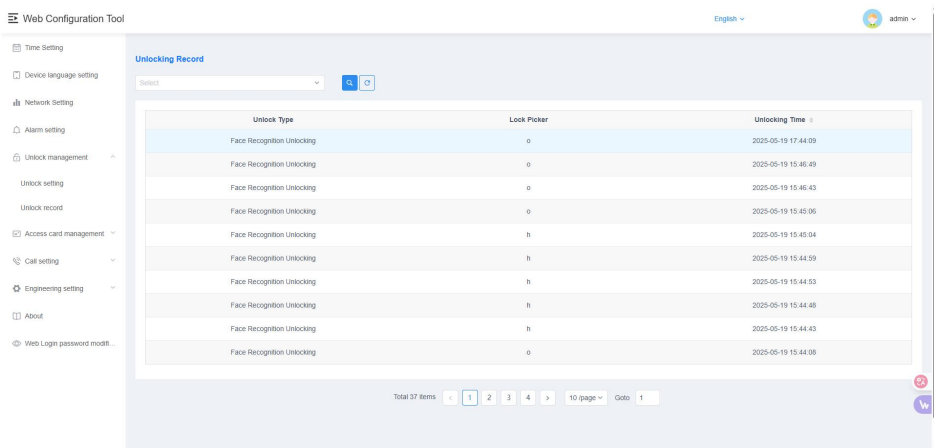 Web Configuration Tool
English
admin
Time Setting
Device language setting
Network Setting
Alarm setting
Unlock management
Unlock setting
Unlock record
Access card management
Call setting
Engineering setting
About
Web Login password modifi...
Unlocking Record
Select
Unlock Type Lock Picker Unlocking Time
Face Recognition Unlocking o 2025-05-19 17:44:09
Face Recognition Unlocking o 2025-05-19 15:46:49
Face Recognition Unlocking o 2025-05-19 15:46:43
Face Recognition Unlocking o 2025-05-19 15:45:06
Face Recognition Unlocking h 2025-05-19 15:45:04
Face Recognition Unlocking h 2025-05-19 15:44:59
Face Recognition Unlocking h 2025-05-19 15:44:53
Face Recognition Unlocking h 2025-05-19 15:44:48
Face Recognition Unlocking h 2025-05-19 15:44:43
Face Recognition Unlocking o 2025-05-19 15:44:08
Total 37 items < 1 2 3 4 > 10 /page Goto 1